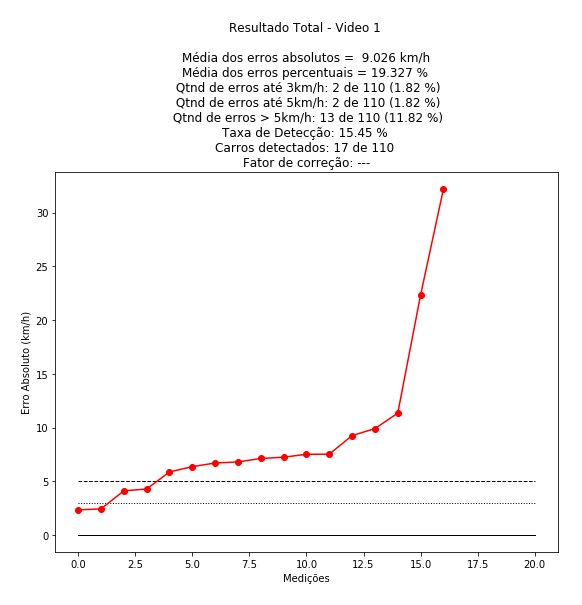 Resultado Total - Video 1
Média dos erros absolutos =  9.026 km/h
Média dos erros percentuais = 19.327 %
Qtnd de erros até 3km/h: 2 de 110 (1.82 %)
Qtnd de erros até 5km/h: 2 de 110 (1.82 %)
Qtnd de erros > 5km/h: 13 de 110 (11.82 %)
Taxa de Detecção: 15.45 %
Carros detectados: 17 de 110
Fator de correção: ---
30
25
20
15
10
5
0
Erro Absoluto (km/h)
0.0 2.5 5.0 7.5 10.0 12.5 15.0 17.5 20.0
Medições